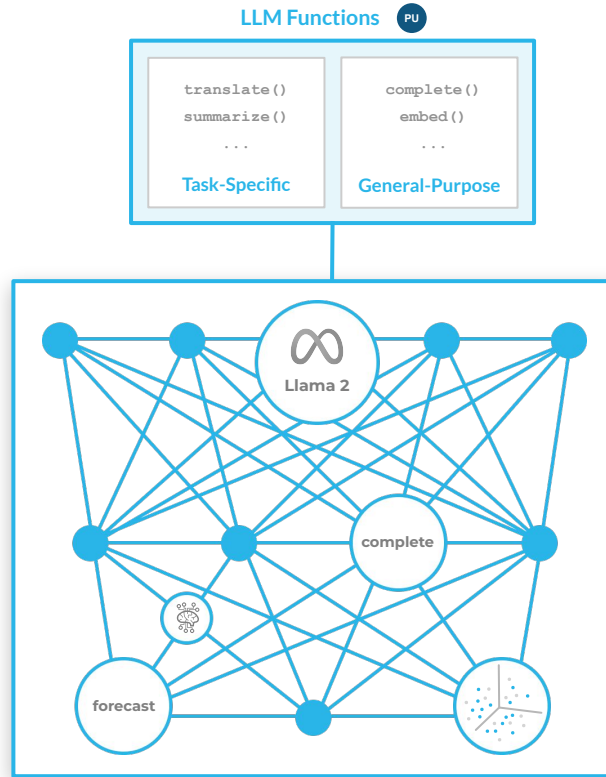 LLM Functions PU
translate()
summarize()
...
Task-Specific
complete()
embed()
...
General-Purpose
Llama 2
complete
forecast